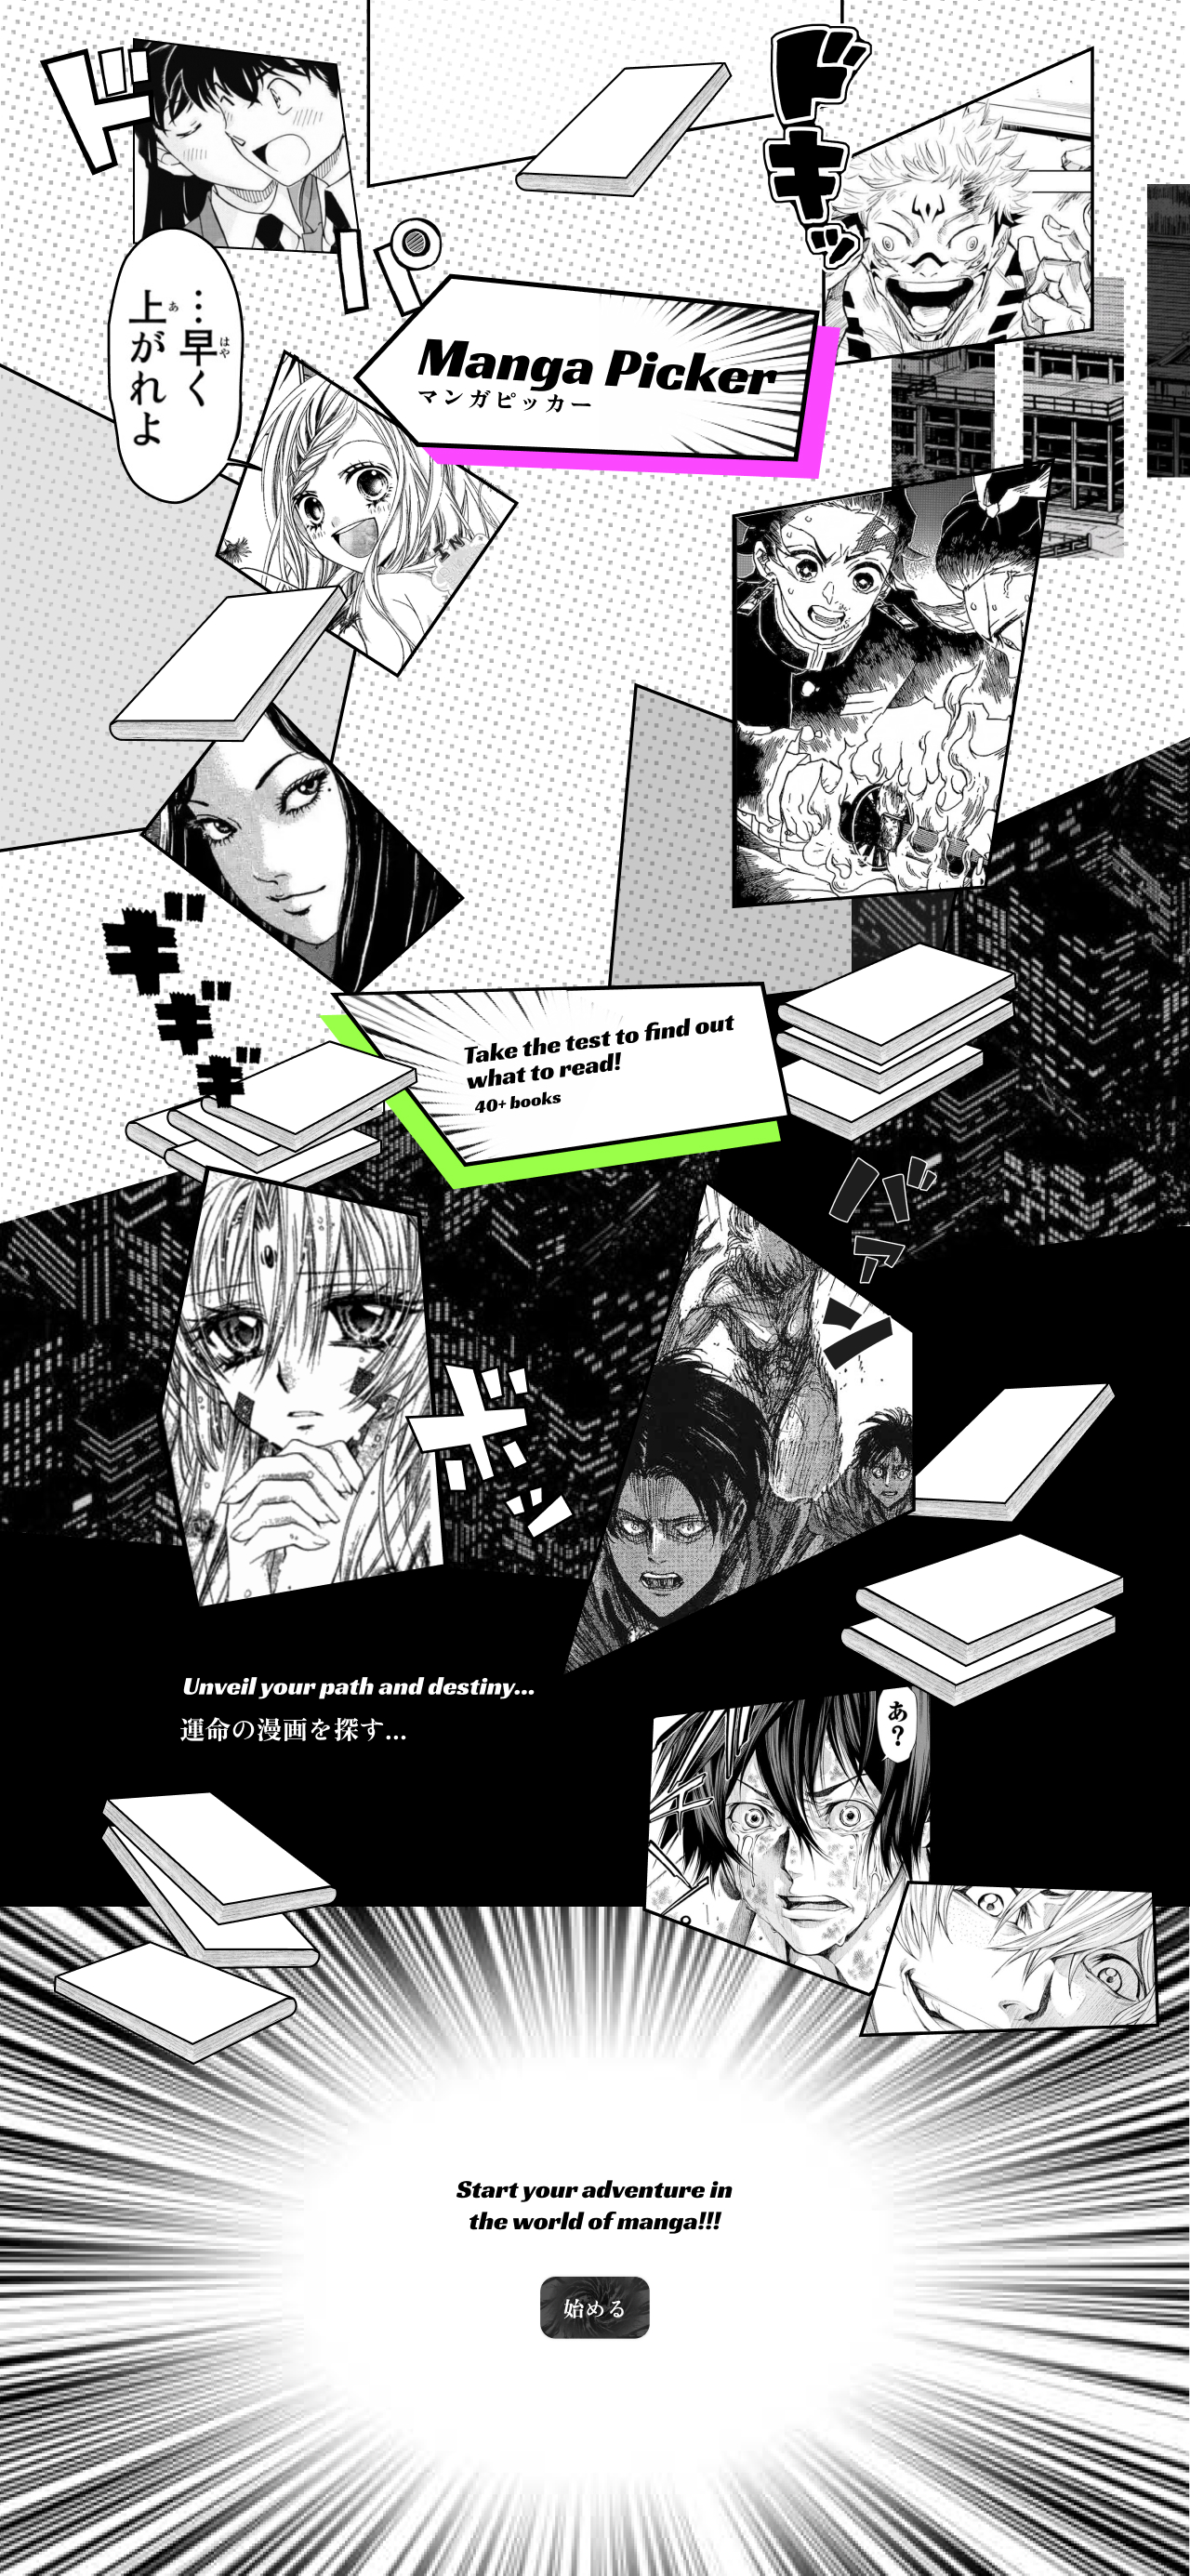 ド
パ
ドキッ
…早く
はや
上がれよ
あ
Manga Picker
マンガピッカー
ギギギ
Take the test to find out
what to read!
40+ books
バァン
ボッ
Unveil your path and destiny...
運命の漫画を探す...
あ?
Start your adventure in
the world of manga!!!
始める